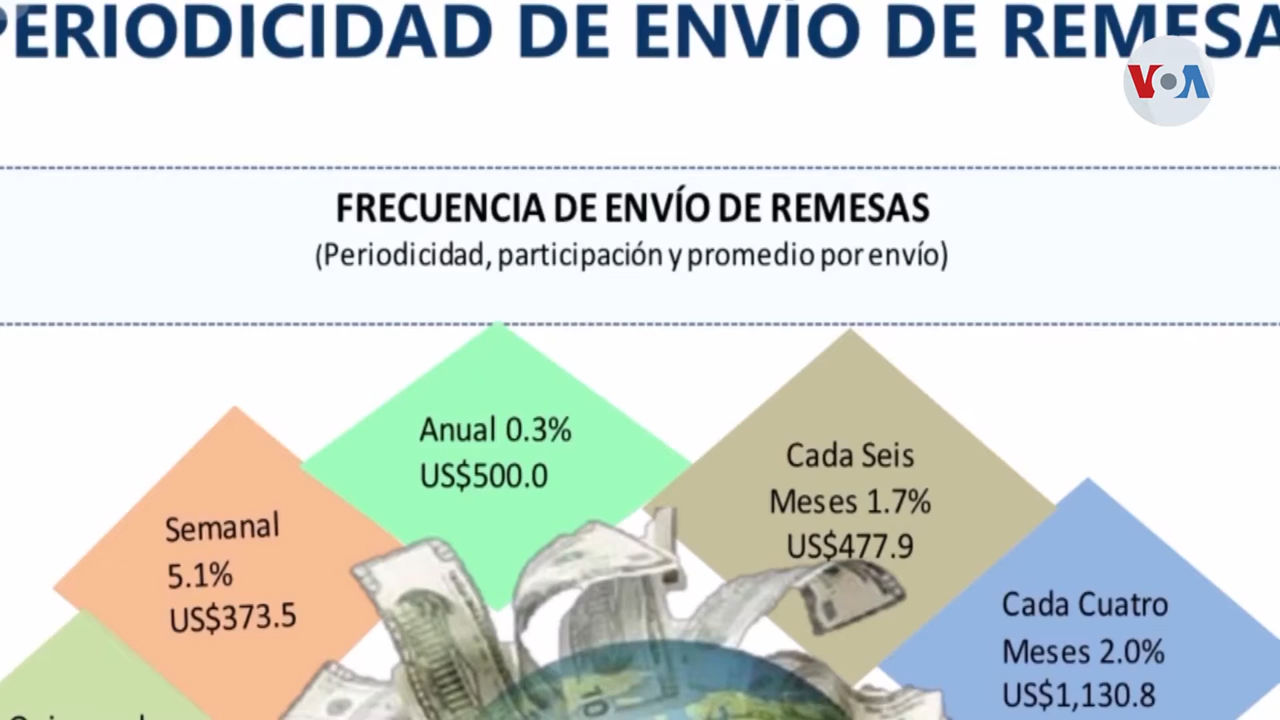 PERIODICIDAD DE ENVÍO DE REMESA
VOA
FRECUENCIA DE ENVÍO DE REMESAS
(Periodicidad, participación y promedio por envío)
Anual 0.3%
US$500.0
Cada Seis
Meses 1.7%
US$477.9
Semanal
5.1%
US$373.5
Cada Cuatro
Meses 2.0%
US$1,130.8
10